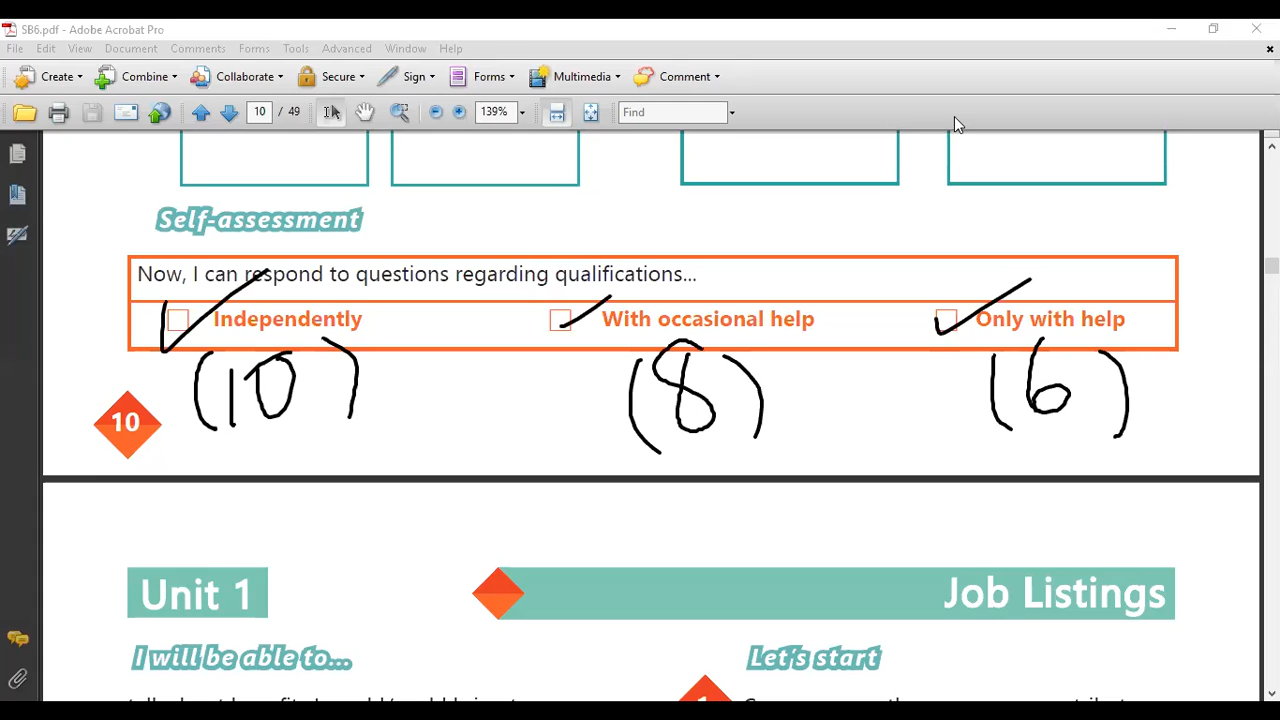 SB6.pdf - Adobe Acrobat Pro
File Edit View Document Comments Forms Tools Advanced Window Help
Create Combine Collaborate Secure Sign Forms Multimedia Comment
10 / 49 139% Find
Self-assessment
Now, I can respond to questions regarding qualifications...
Independently With occasional help Only with help
(10) (8) (6)
10
Unit 1 Job Listings
I will be able to... Let's start